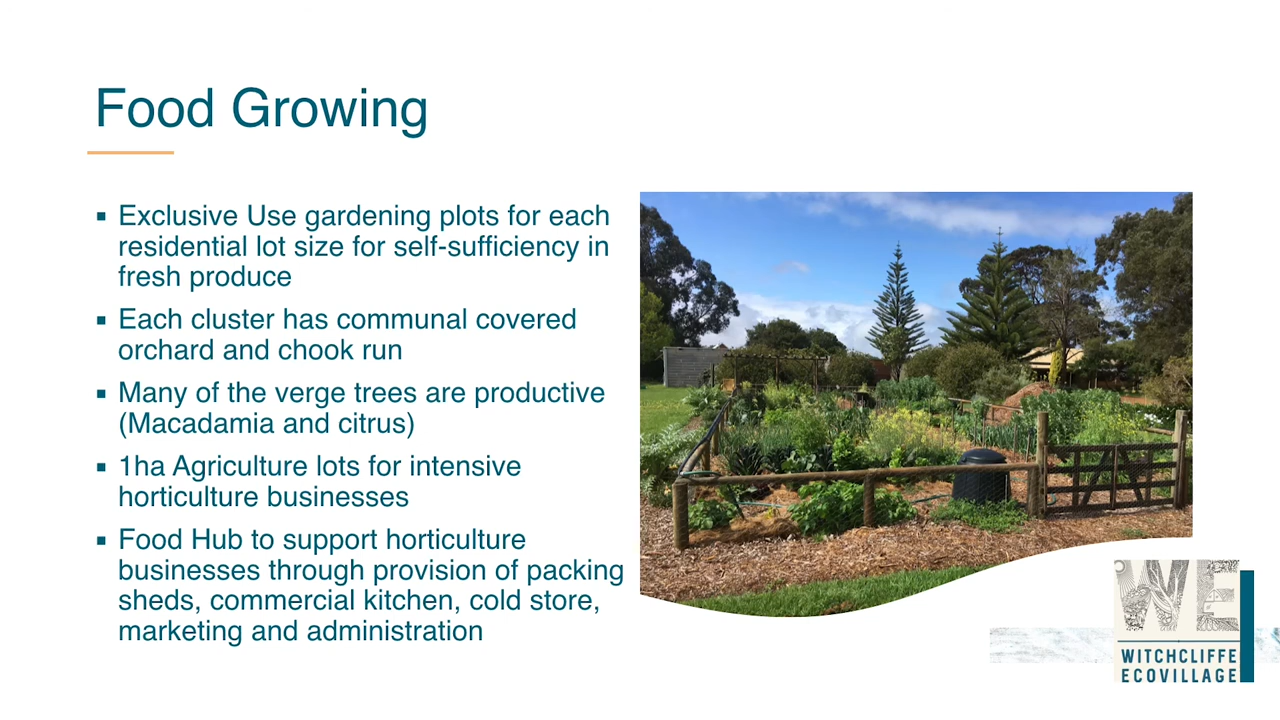 Food Growing
▪ Exclusive Use gardening plots for each
residential lot size for self-sufficiency in
fresh produce
▪ Each cluster has communal covered
orchard and chook run
▪ Many of the verge trees are productive
(Macadamia and citrus)
▪ 1ha Agriculture lots for intensive
horticulture businesses
▪ Food Hub to support horticulture
businesses through provision of packing
sheds, commercial kitchen, cold store,
marketing and administration
WE
WITCHCLIFFE
ECOVILLAGE